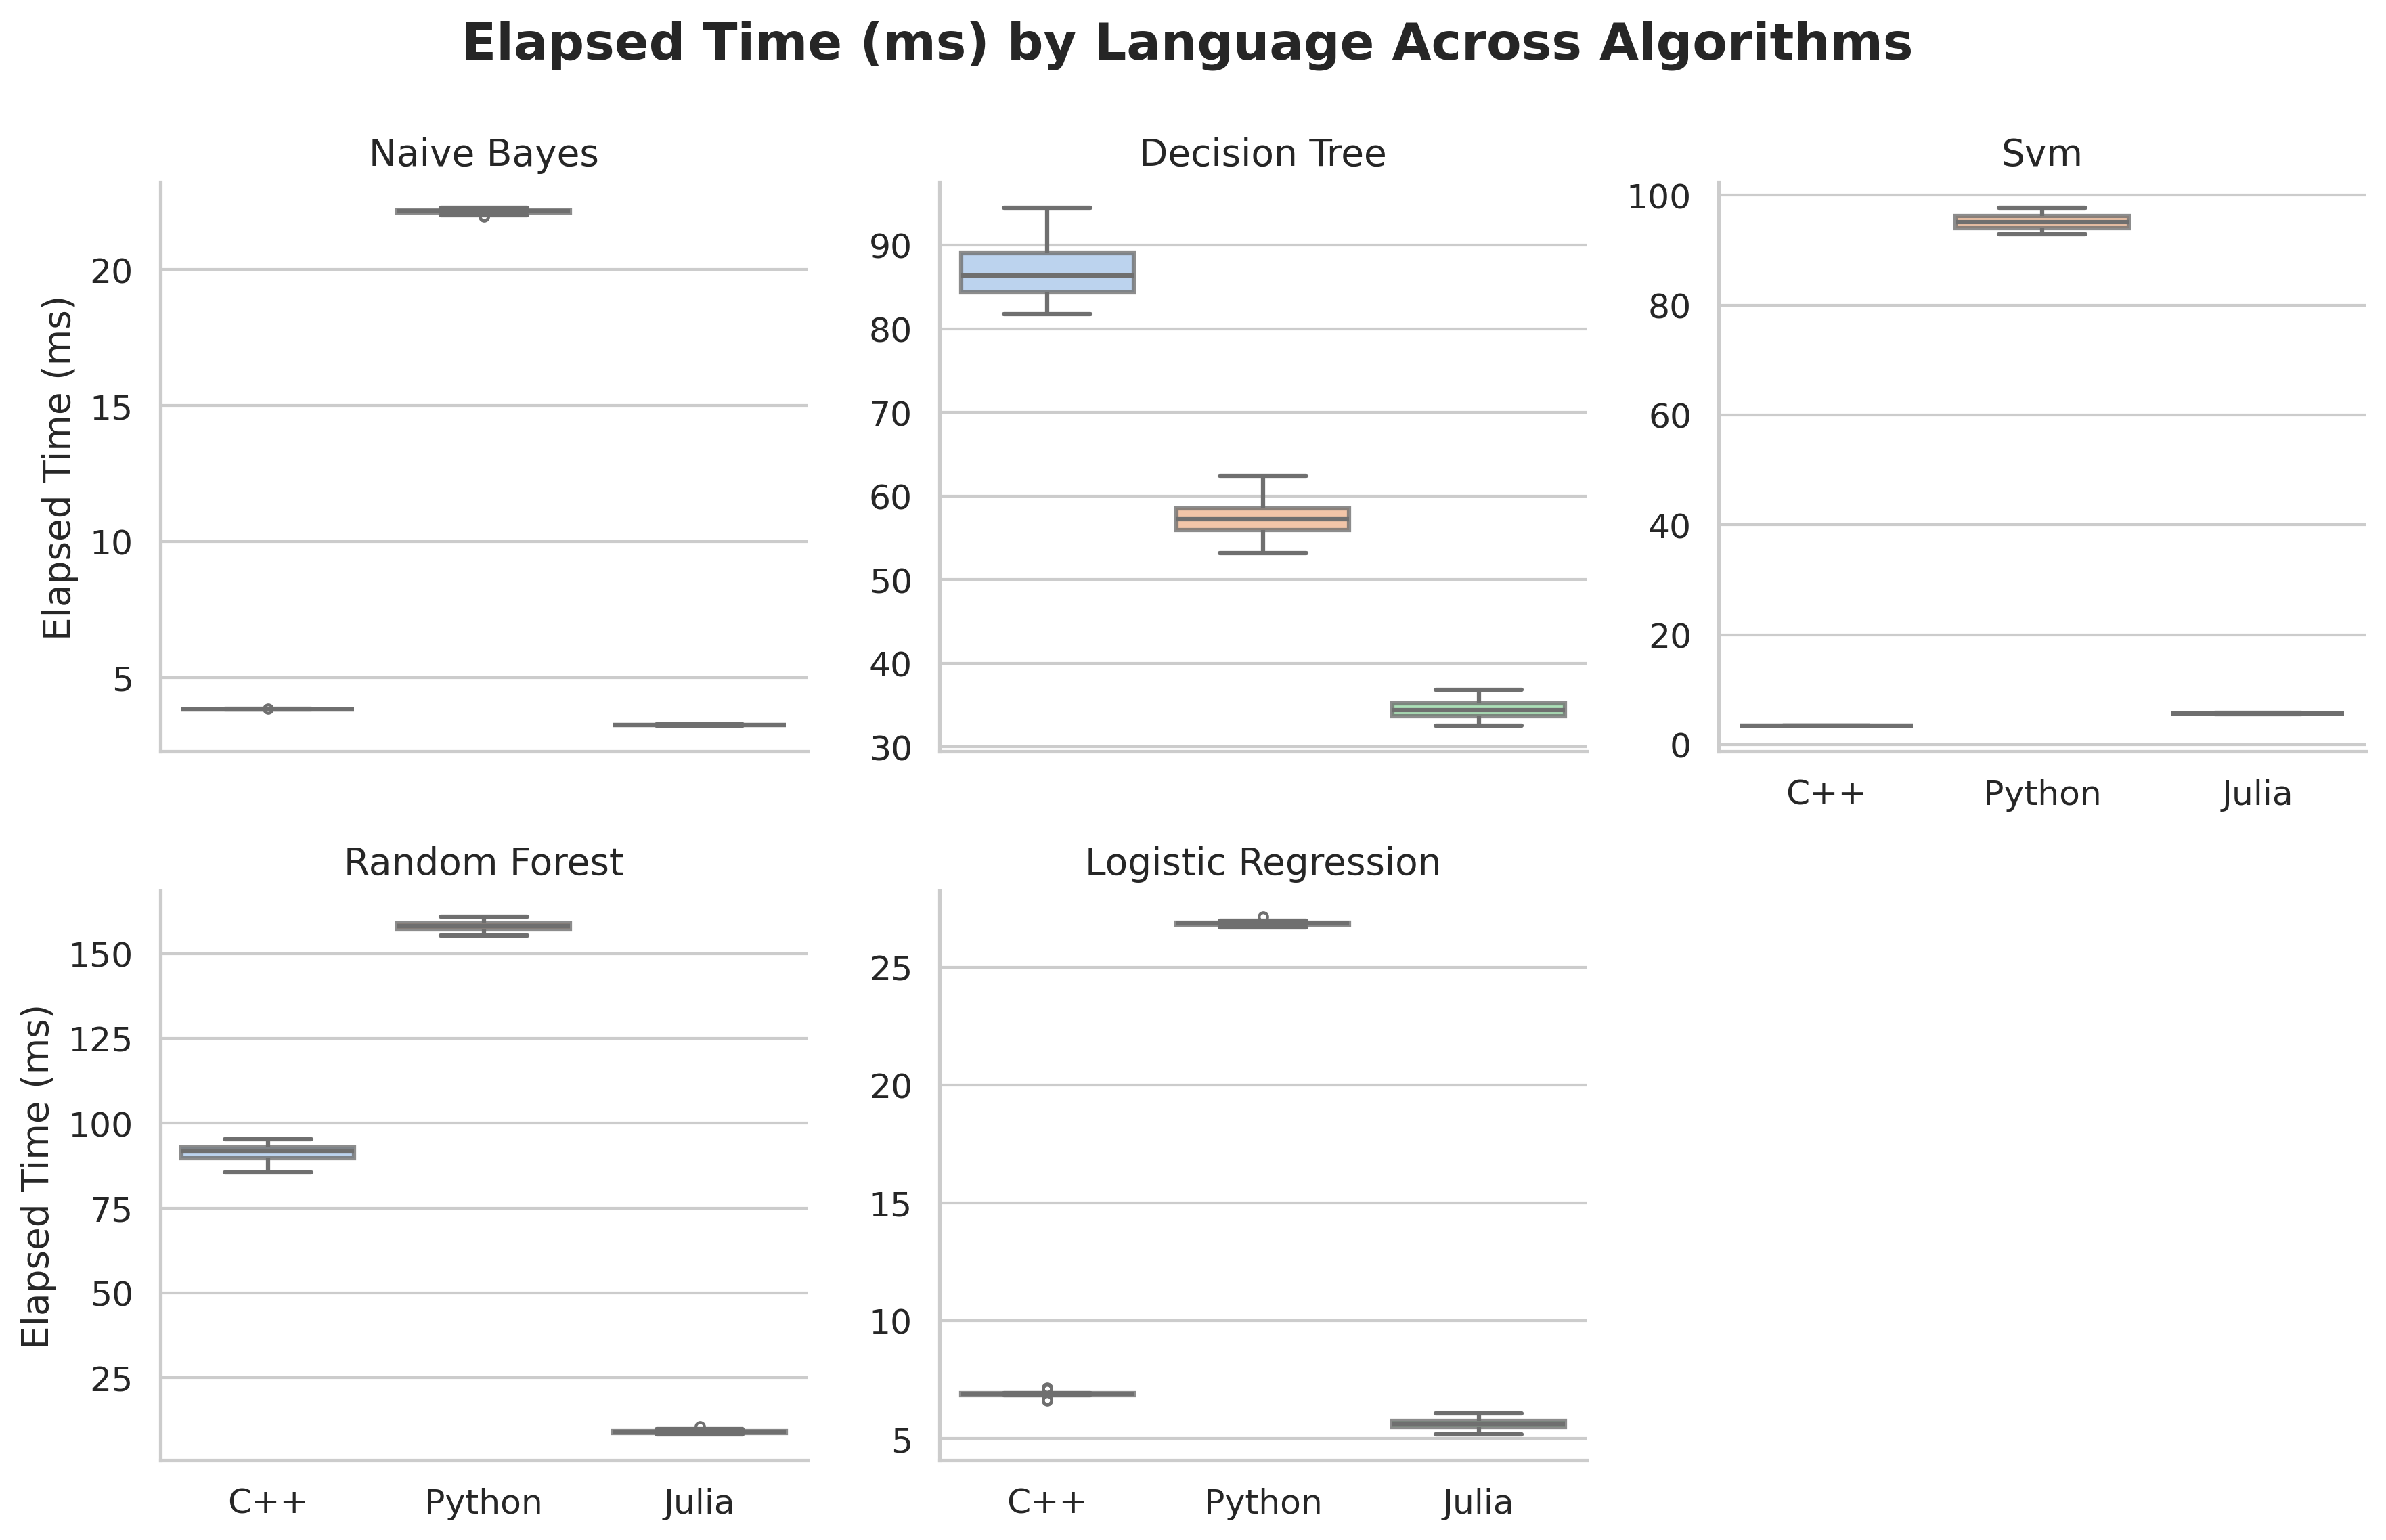 Elapsed Time (ms) by Language Across Algorithms
Naive Bayes
Elapsed Time (ms)
20
15
10
5
Decision Tree
90
80
70
60
50
40
30
Svm
100
80
60
40
20
0
C++ Python Julia
Random Forest
Elapsed Time (ms)
150
125
100
75
50
25
C++ Python Julia
Logistic Regression
25
20
15
10
5
C++ Python Julia